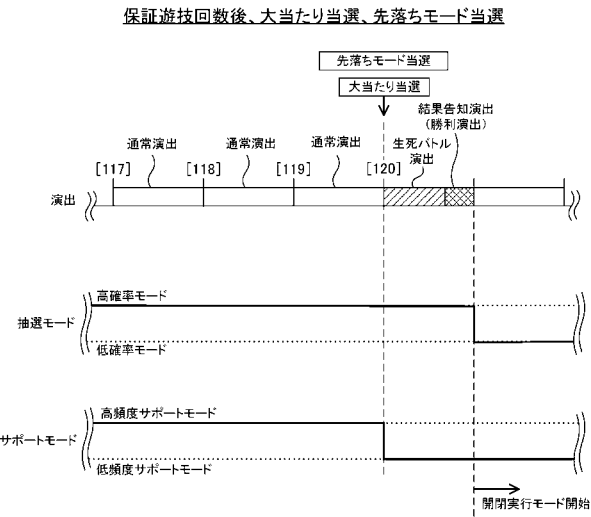 保証遊技回数後、大当たり当選、先落ちモード当選
先落ちモード当選
大当たり当選
結果告知演出
(勝利演出)
通常演出
通常演出
通常演出
生死バトル
演出
[117]
[118]
[119]
[120]
演出
高確率モード
抽選モード
低確率モード
高頻度サポートモード
サポートモード
低頻度サポートモード
開閉実行モード開始